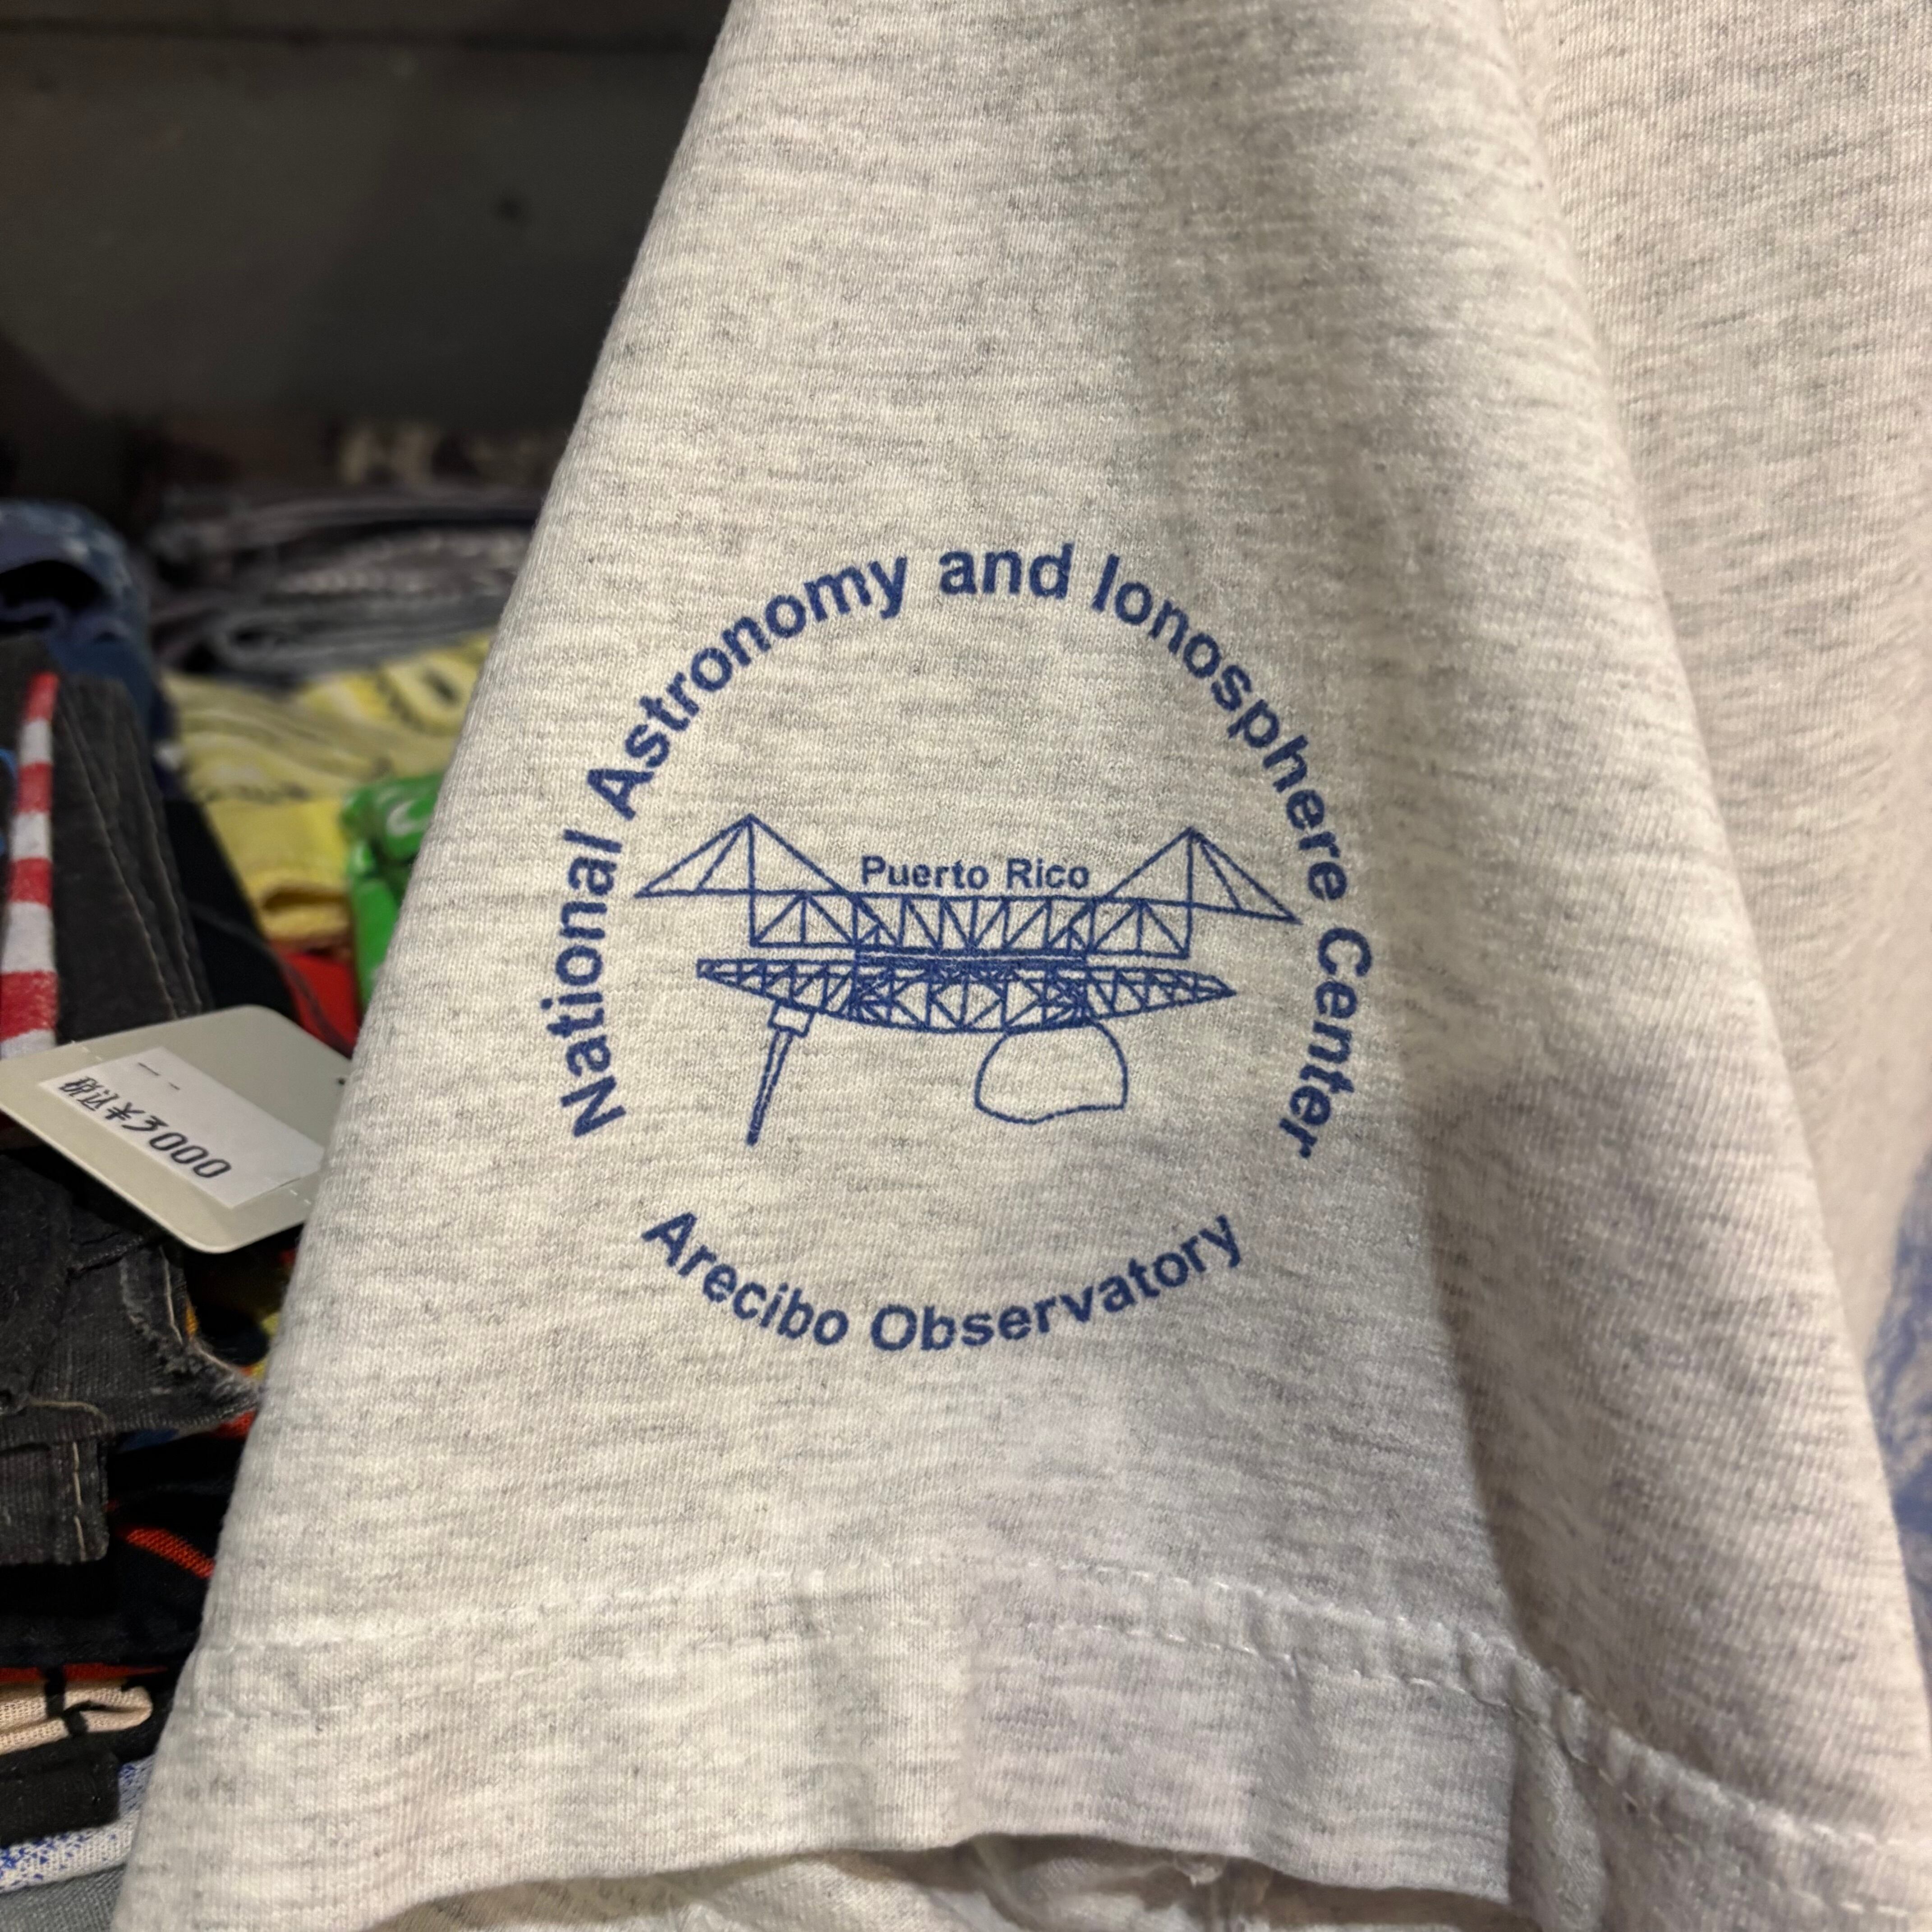 National Astronomy and Ionosphere Center
Puerto Rico
Arecibo Observatory
税込¥3000